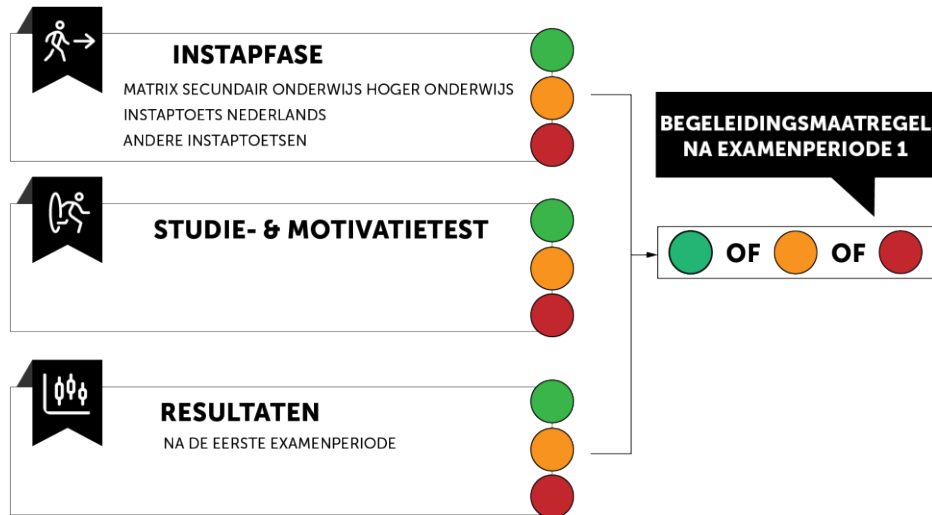 INSTAPFASE
MATRIX SECUNDAIR ONDERWIJS HOGER ONDERWIJS
INSTAPTOETS NEDERLANDS
ANDERE INSTAPTOETSEN
STUDIE- & MOTIVATIETEST
RESULTATEN
NA DE EERSTE EXAMENPERIODE
BEGELEIDINGSMAATREGEL
NA EXAMENPERIODE 1
OF OF